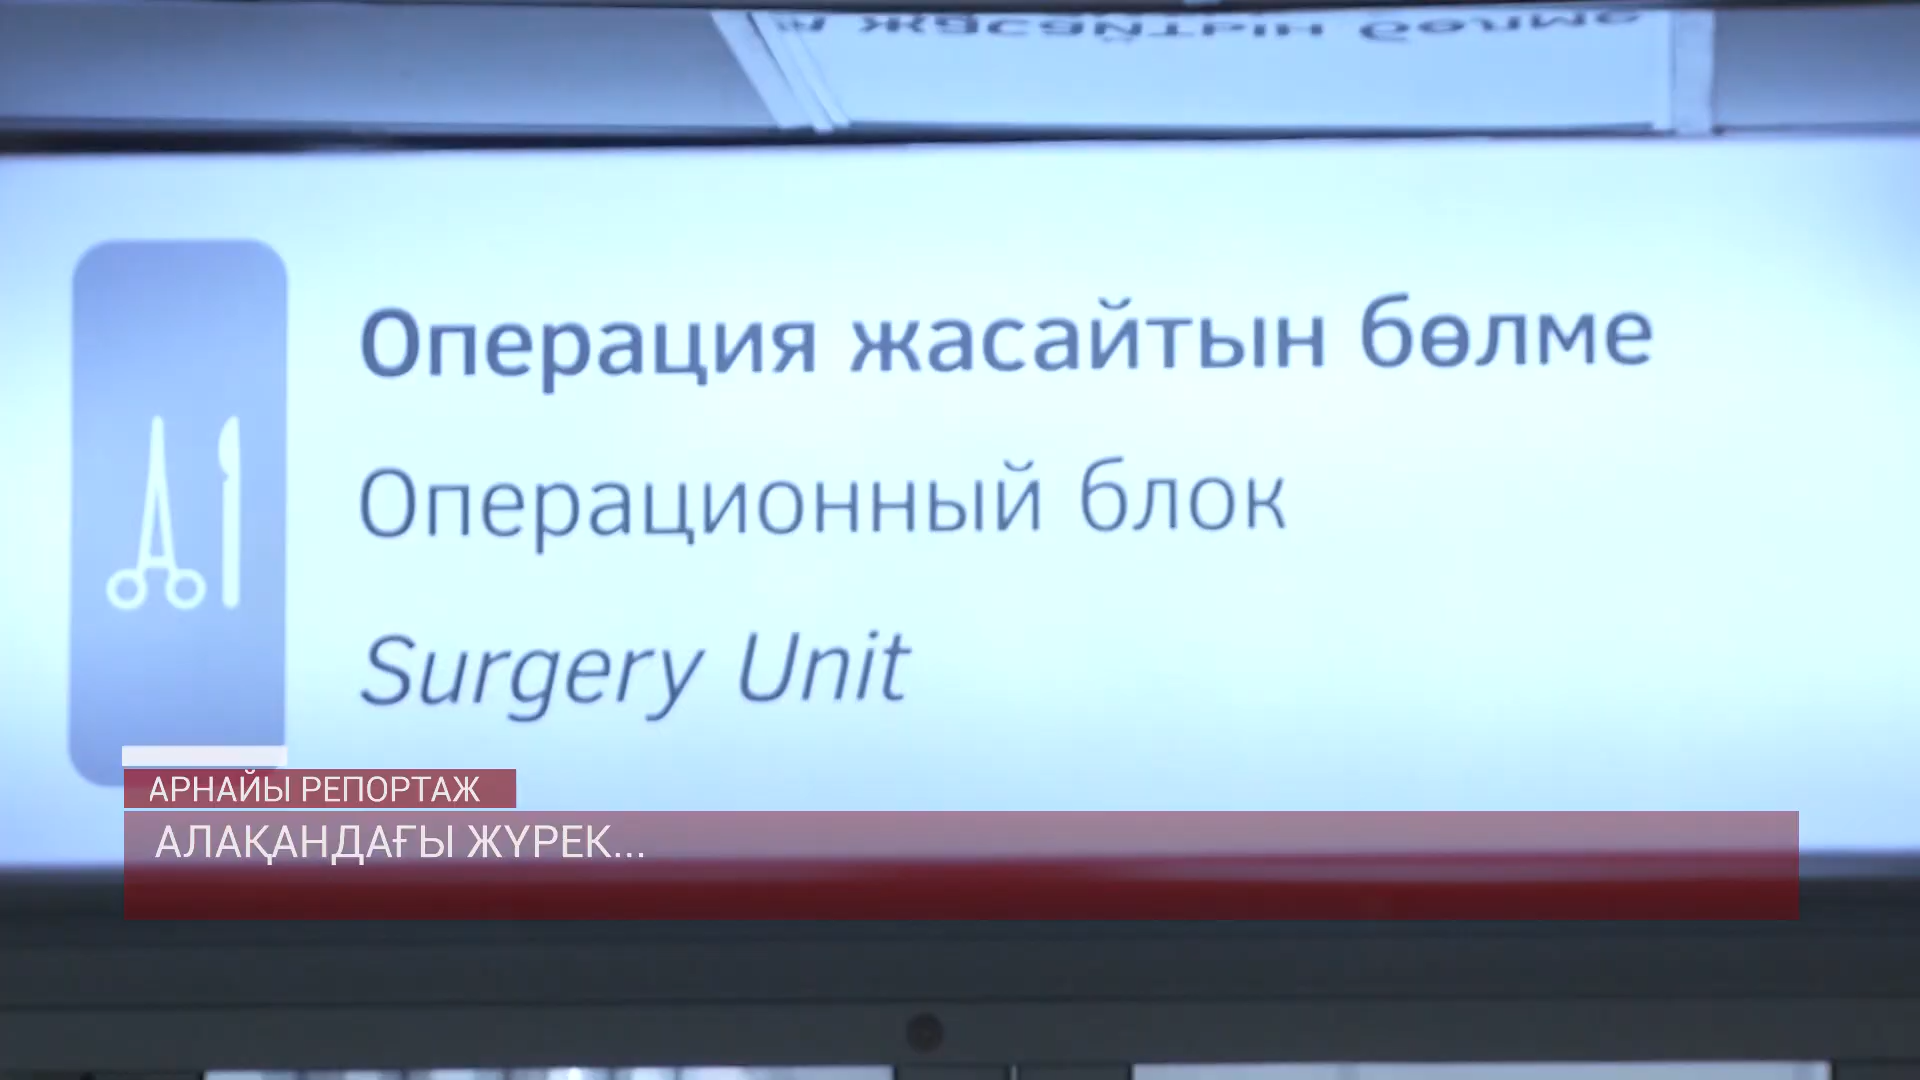 Операция жасайтын бөлме
Операционный блок
Surgery Unit
АРНАЙЫ РЕПОРТАЖ
АЛАҚАНДАҒЫ ЖҮРЕК...